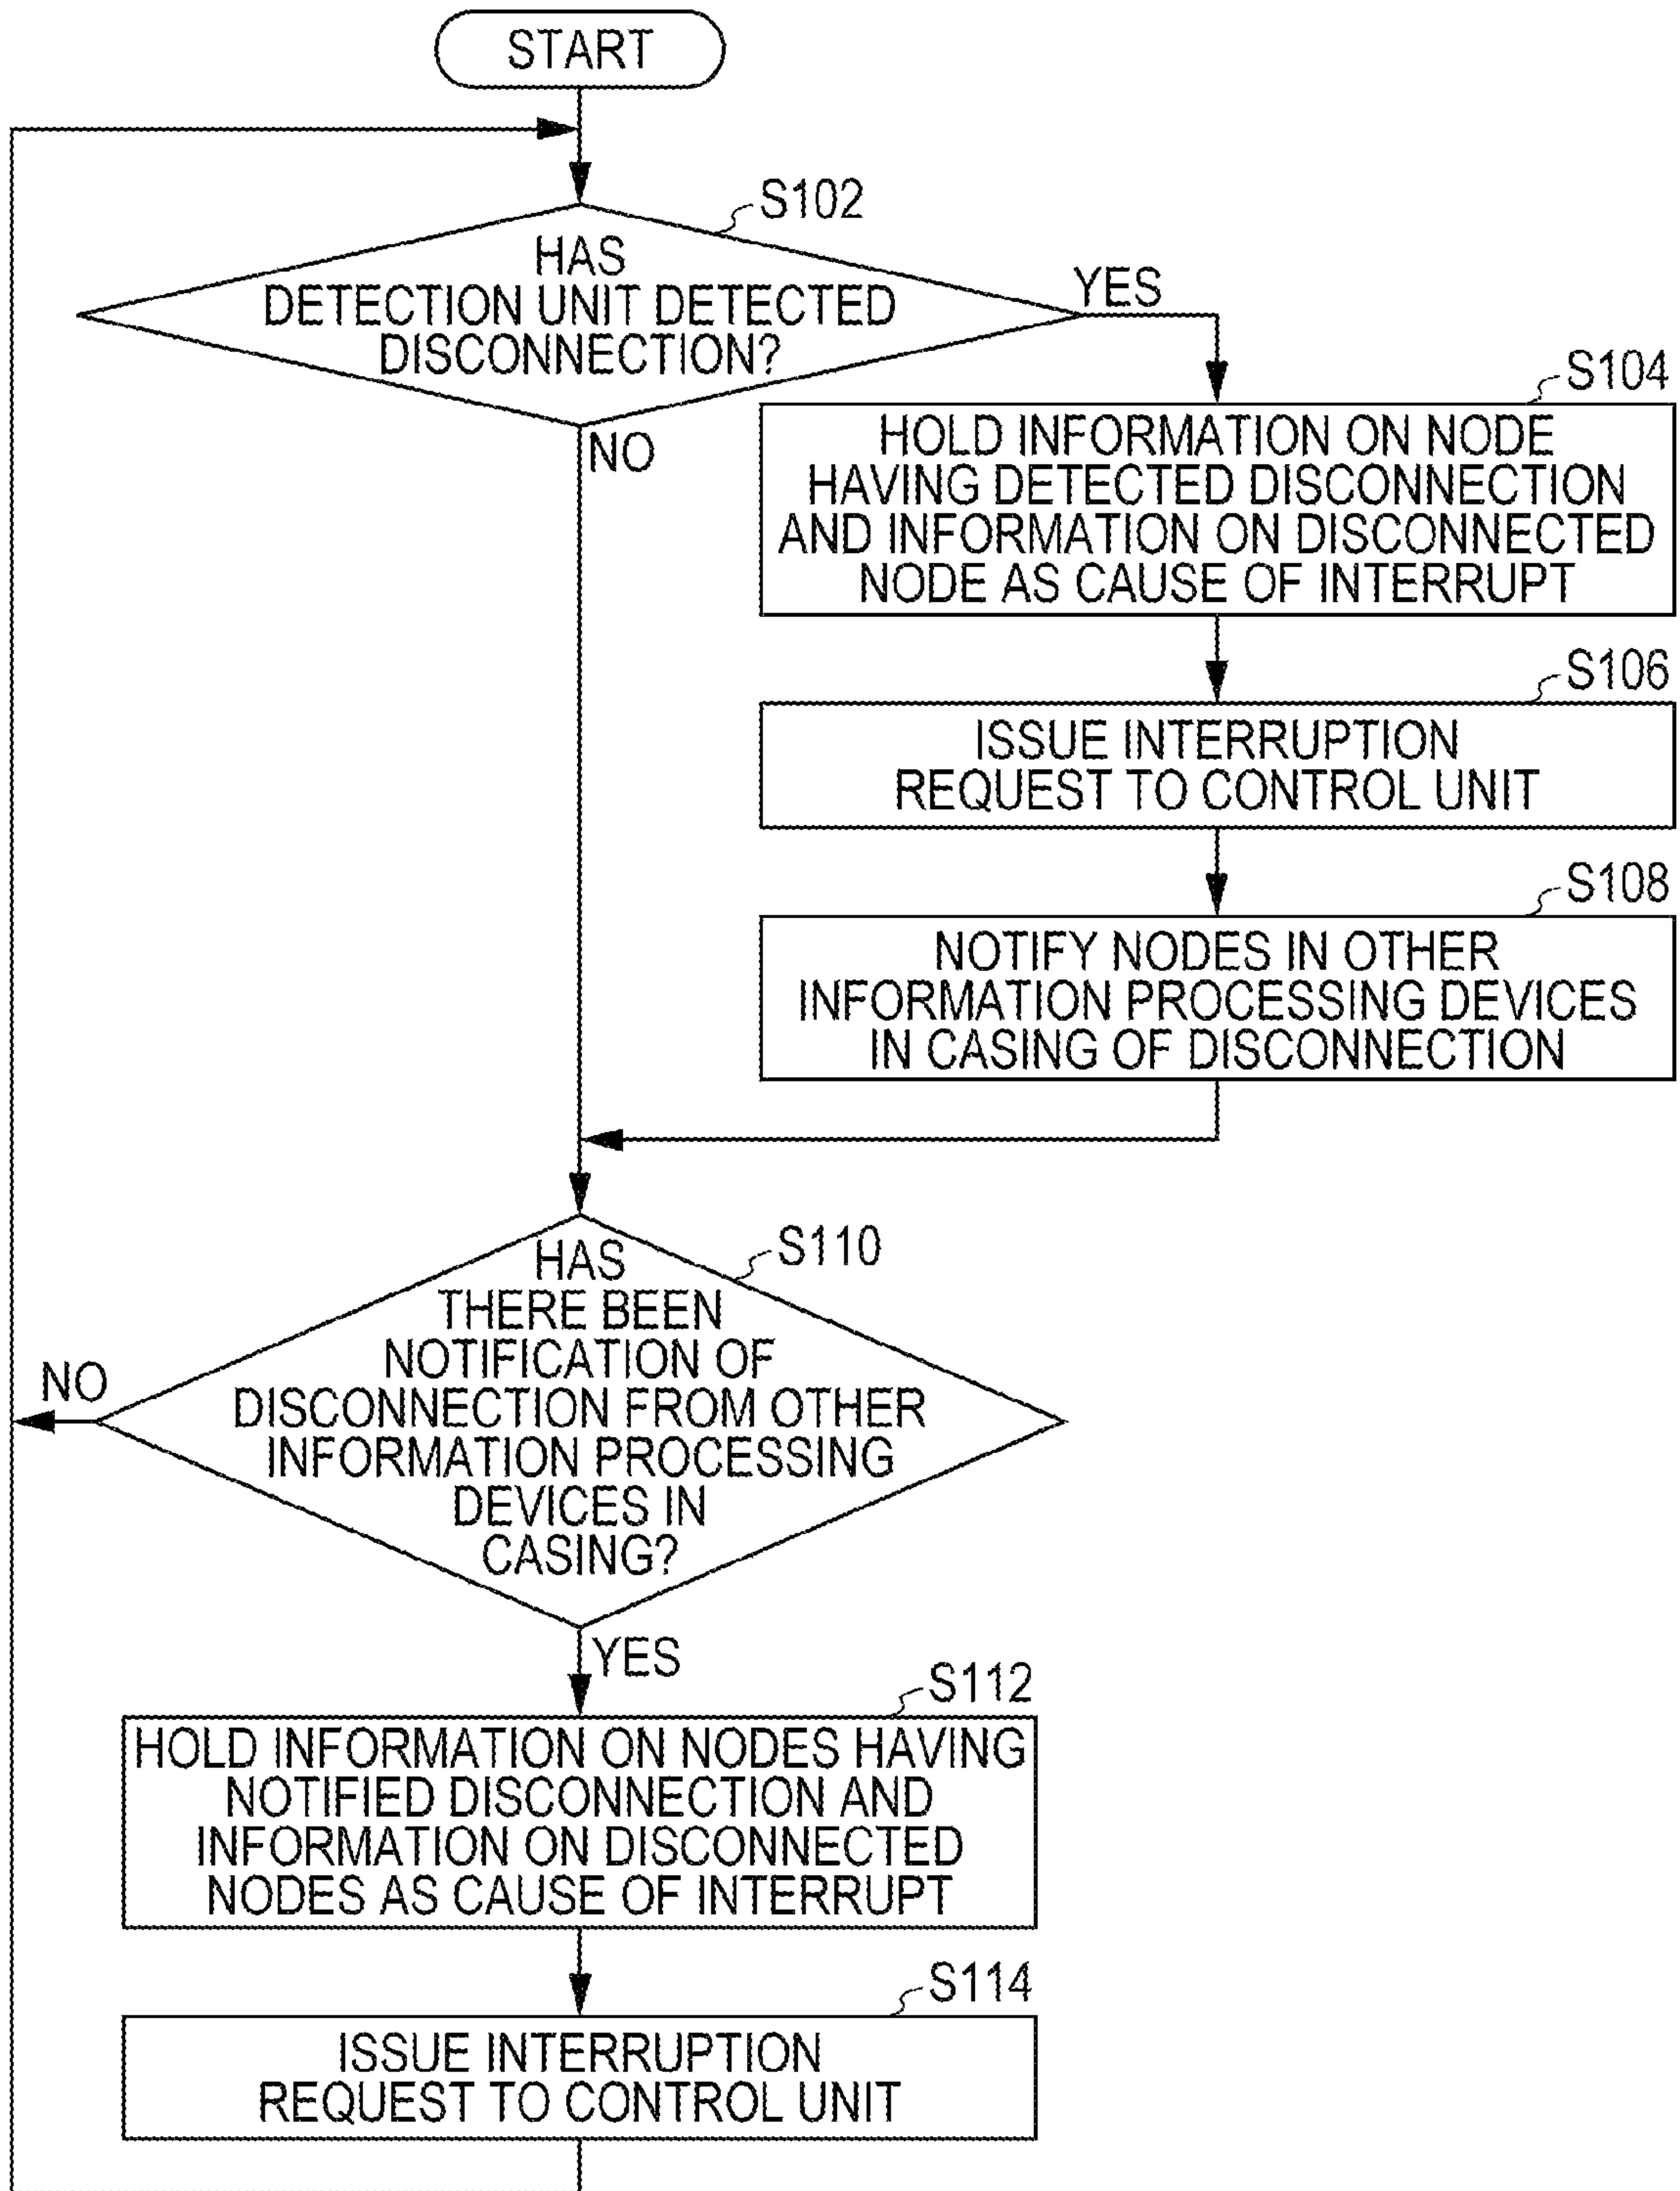 START
S102
HAS
DETECTION UNIT DETECTED
DISCONNECTION?
YES
NO
S104
HOLD INFORMATION ON NODE
HAVING DETECTED DISCONNECTION
AND INFORMATION ON DISCONNECTED
NODE AS CAUSE OF INTERRUPT
S106
ISSUE INTERRUPTION
REQUEST TO CONTROL UNIT
S108
NOTIFY NODES IN OTHER
INFORMATION PROCESSING DEVICES
IN CASING OF DISCONNECTION
S110
HAS
THERE BEEN
NOTIFICATION OF
DISCONNECTION FROM OTHER
INFORMATION PROCESSING
DEVICES IN
CASING?
NO
YES
S112
HOLD INFORMATION ON NODES HAVING
NOTIFIED DISCONNECTION AND
INFORMATION ON DISCONNECTED
NODES AS CAUSE OF INTERRUPT
S114
ISSUE INTERRUPTION
REQUEST TO CONTROL UNIT